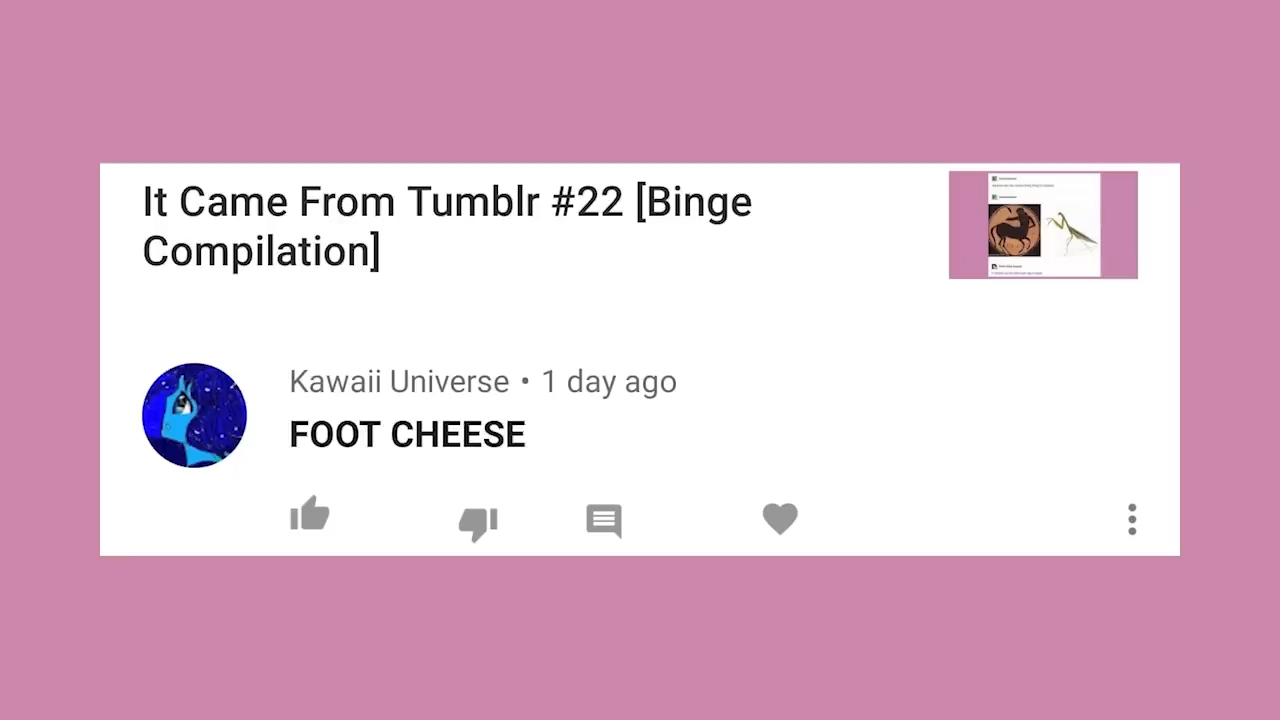 It Came From Tumblr #22 [Binge
Compilation]
Kawaii Universe • 1 day ago
FOOT CHEESE